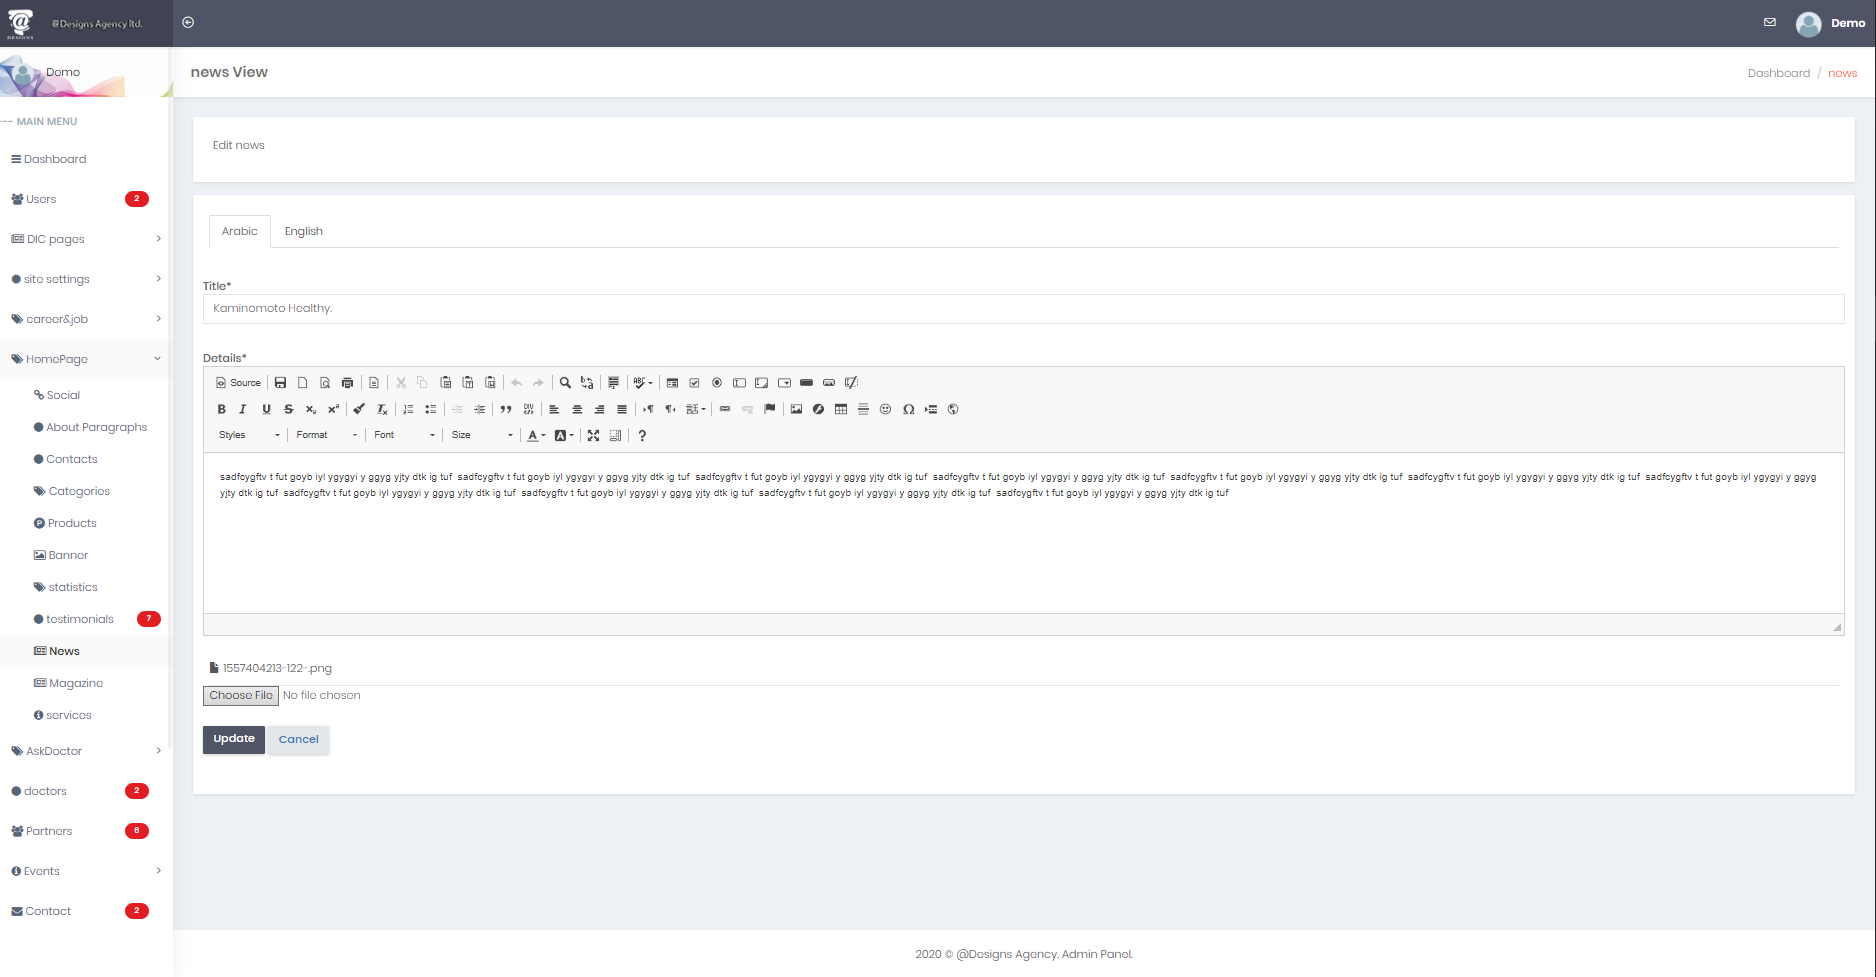 @Designs Agency ltd.
DESIGNS
Demo
Demo
news View
Dashboard / news
--- MAIN MENU
Dashboard
Users 2
DIC pages
site settings
career&job
HomePage
Social
About Paragraphs
Contacts
Categories
Products
Banner
statistics
testimonials 7
News
Magazine
services
AskDoctor
doctors 2
Partners 6
Events
Contact 2
Edit news
Arabic English
Title*
Kaminomoto Healthy.
Details*
Source
Styles Format Font Size
sadfcygftv t fut goyb iyl ygygyi y ggyg yjty dtk ig tuf sadfcygftv t fut goyb iyl ygygyi y ggyg yjty dtk ig tuf sadfcygftv t fut goyb iyl ygygyi y ggyg yjty dtk ig tuf sadfcygftv t fut goyb iyl ygygyi y ggyg yjty dtk ig tuf sadfcygftv t fut goyb iyl ygygyi y ggyg yjty dtk ig tuf sadfcygftv t fut goyb iyl ygygyi y ggyg yjty dtk ig tuf sadfcygftv t fut goyb iyl ygygyi y ggyg
yjty dtk ig tuf sadfcygftv t fut goyb iyl ygygyi y ggyg yjty dtk ig tuf sadfcygftv t fut goyb iyl ygygyi y ggyg yjty dtk ig tuf sadfcygftv t fut goyb iyl ygygyi y ggyg yjty dtk ig tuf sadfcygftv t fut goyb iyl ygygyi y ggyg yjty dtk ig tuf
1557404213-122-.png
Choose File No file chosen
Update Cancel
2020 © @Designs Agency. Admin Panel.